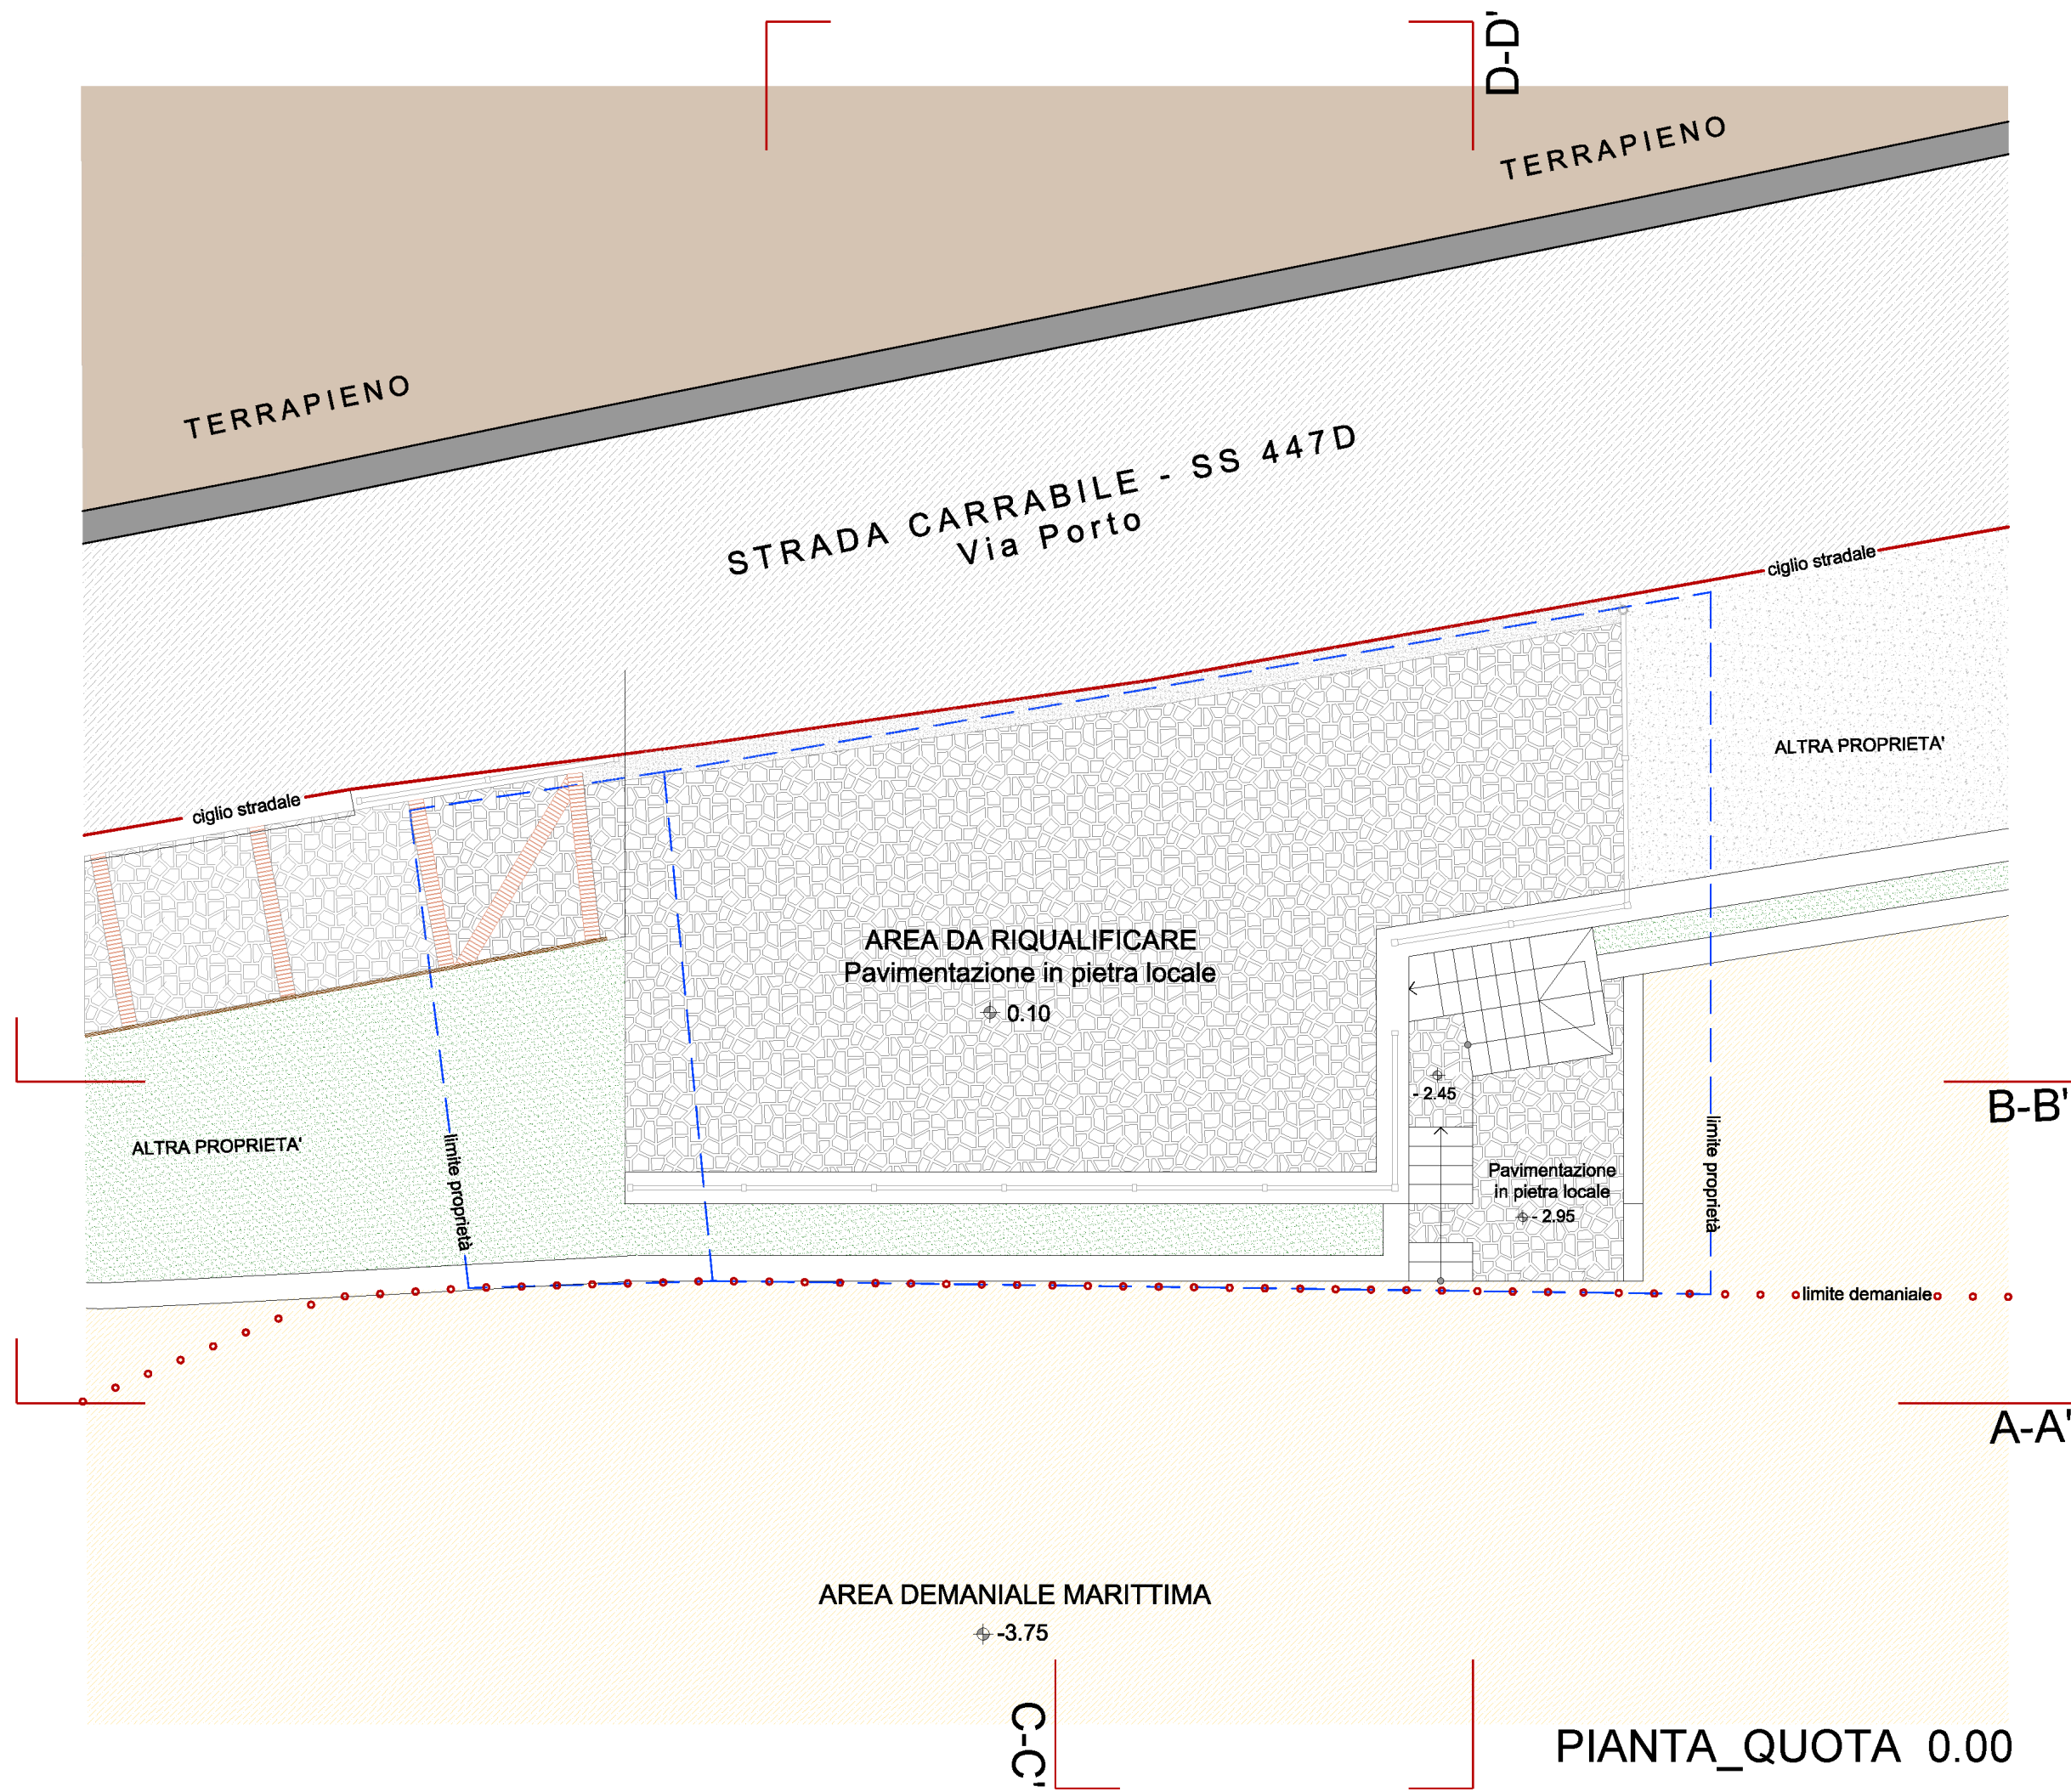 D-D'
TERRAPIENO
TERRAPIENO
STRADA CARRABILE - SS 447D
Via Porto
ciglio stradale
ciglio stradale
ALTRA PROPRIETA'
AREA DA RIQUALIFICARE
Pavimentazione in pietra locale
0.10
- 2.45
B-B'
ALTRA PROPRIETA'
limite proprietà
limite proprietà
Pavimentazione
in pietra locale
- 2.95
limite demaniale
A-A'
AREA DEMANIALE MARITTIMA
-3.75
C-C'
PIANTA_QUOTA 0.00